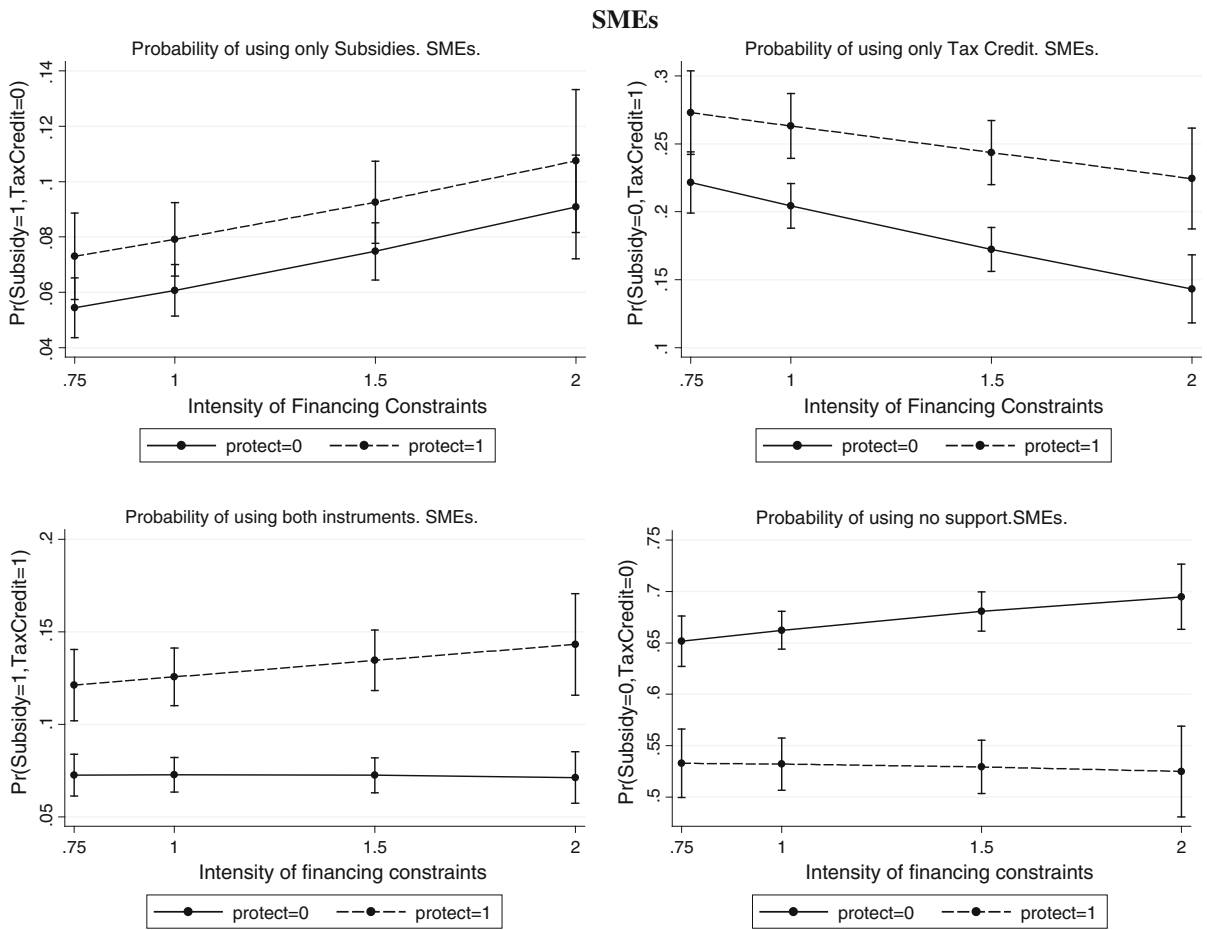 SMEs
Probability of using only Subsidies. SMEs.
Pr(Subsidy=1,TaxCredit=0)
.14
.12
.1
.08
.06
.04
.75 1 1.5 2
Intensity of Financing Constraints
protect=0 protect=1
Probability of using only Tax Credit. SMEs.
Pr(Subsidy=0,TaxCredit=1)
.3
.25
.2
.15
.1
.75 1 1.5 2
Intensity of Financing Constraints
protect=0 protect=1
Probability of using both instruments. SMEs.
Pr(Subsidy=1,TaxCredit=1)
.2
.15
.1
.05
.75 1 1.5 2
Intensity of financing constraints
protect=0 protect=1
Probability of using no support.SMEs.
Pr(Subsidy=0,TaxCredit=0)
.75
.7
.65
.6
.55
.5
.75 1 1.5 2
Intensity of financing constraints
protect=0 protect=1